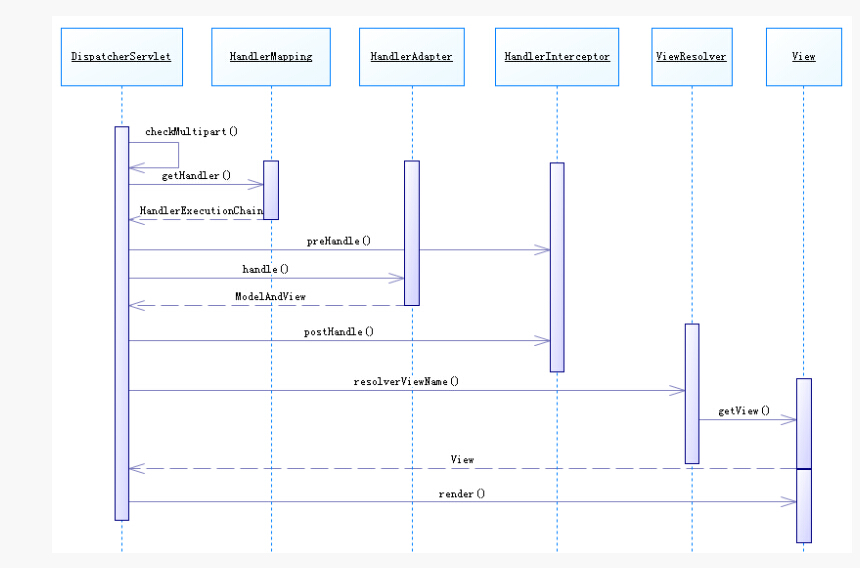 DispatcherServlet
HandlerMapping
HandlerAdapter
HandlerInterceptor
ViewResolver
View
checkMultipart()
getHandler()
HandlerExecutionChain
preHandle()
handle()
ModelAndView
postHandle()
resolverViewName()
getView()
View
render()